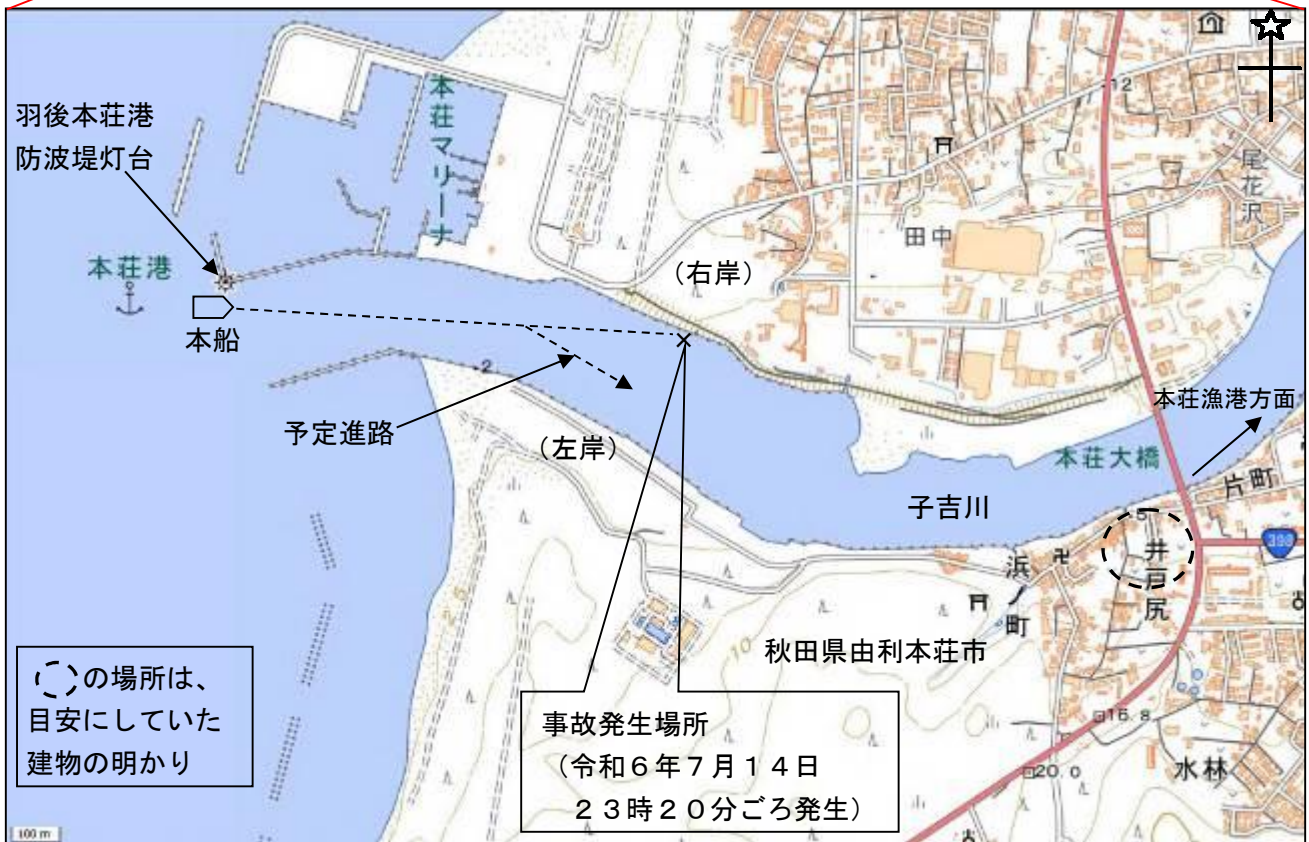 羽後本荘港
防波堤灯台
本荘マリーナ
12
尾花沢
田中
(右岸)
本荘港
本船
2
2.5
予定進路
(左岸)
本荘漁港方面
本荘大橋
片町
子吉川
5
井戸尻
398
浜ノ町
2.5
10
秋田県由利本荘市
の場所は、
目安にしていた
建物の明かり
事故発生場所
(令和6年7月14日
23時20分ごろ発生)
16.8
20.0
水林
100 m